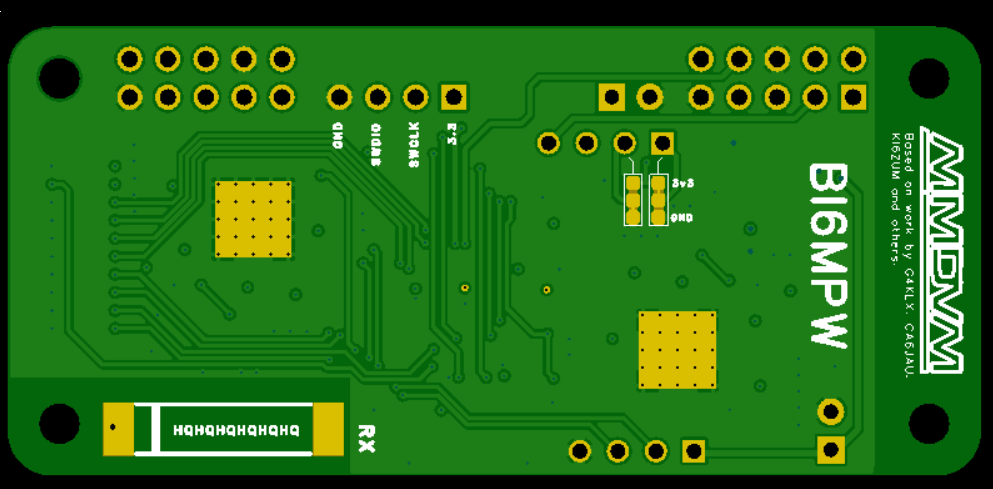 GND
SWDIO
SWCLK
3.3
3v3
GND
BI6MPW
Based on work by G4KLX, CA6JAU,
KI6ZUM and others.
MMDVM
HQHQHQHQHQHQ
RX